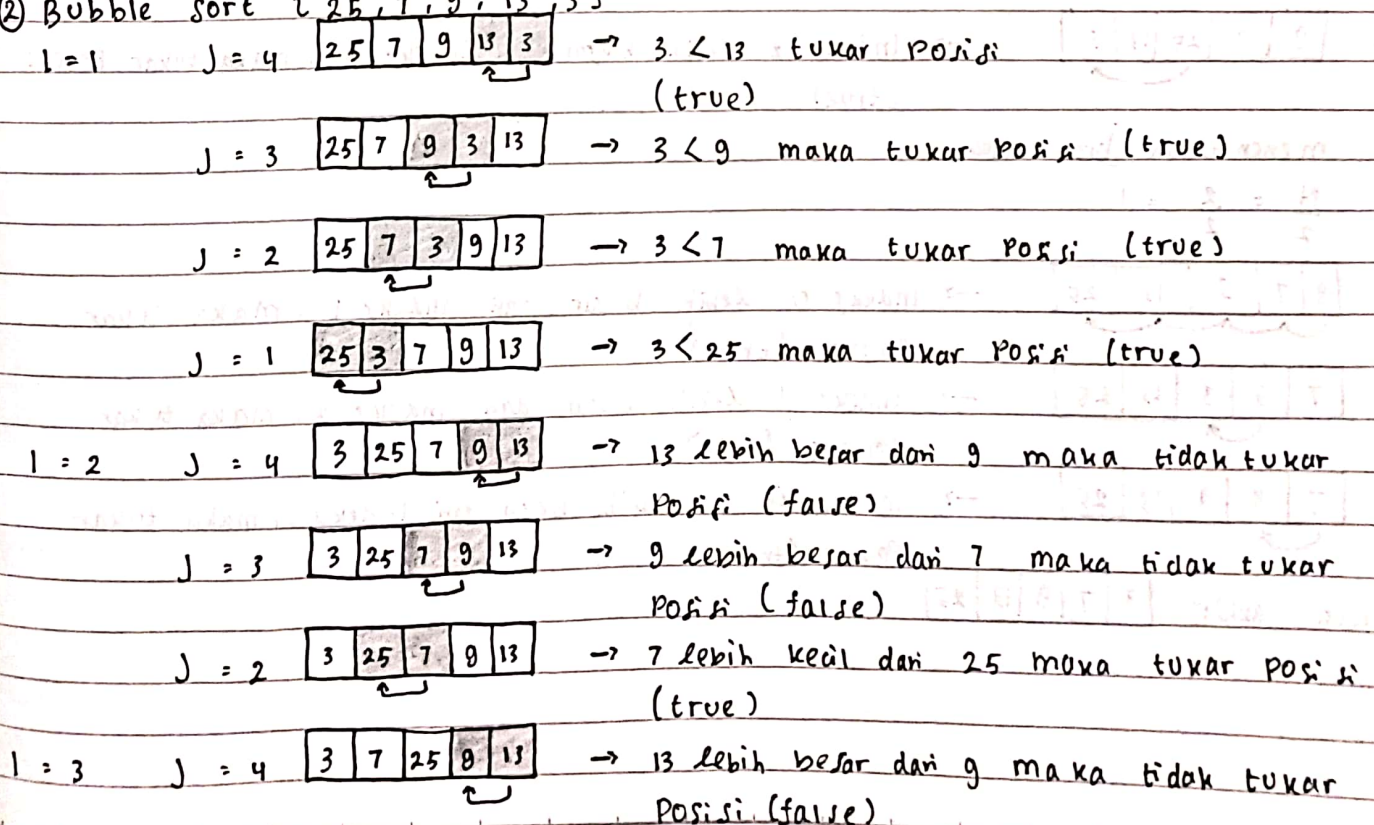 ② Bubble sort
I = 1 J = 4 25 7 9 13 3 → 3 < 13 tukar posisi
(true)
J = 3 25 7 9 3 13 → 3 < 9 maka tukar posisi (true)
J = 2 25 7 3 9 13 → 3 < 7 maka tukar posisi (true)
J = 1 25 3 7 9 13 → 3 < 25 maka tukar posisi (true)
I = 2 J = 4 3 25 7 9 13 → 13 lebih besar dari 9 maka tidak tukar
posisi (false)
J = 3 3 25 7 9 13 → 9 lebih besar dari 7 maka tidak tukar
posisi (false)
J = 2 3 25 7 9 13 → 7 lebih kecil dari 25 maka tukar posisi
(true)
I = 3 J = 4 3 7 25 9 13 → 13 lebih besar dari 9 maka tidak tukar
posisi (false)